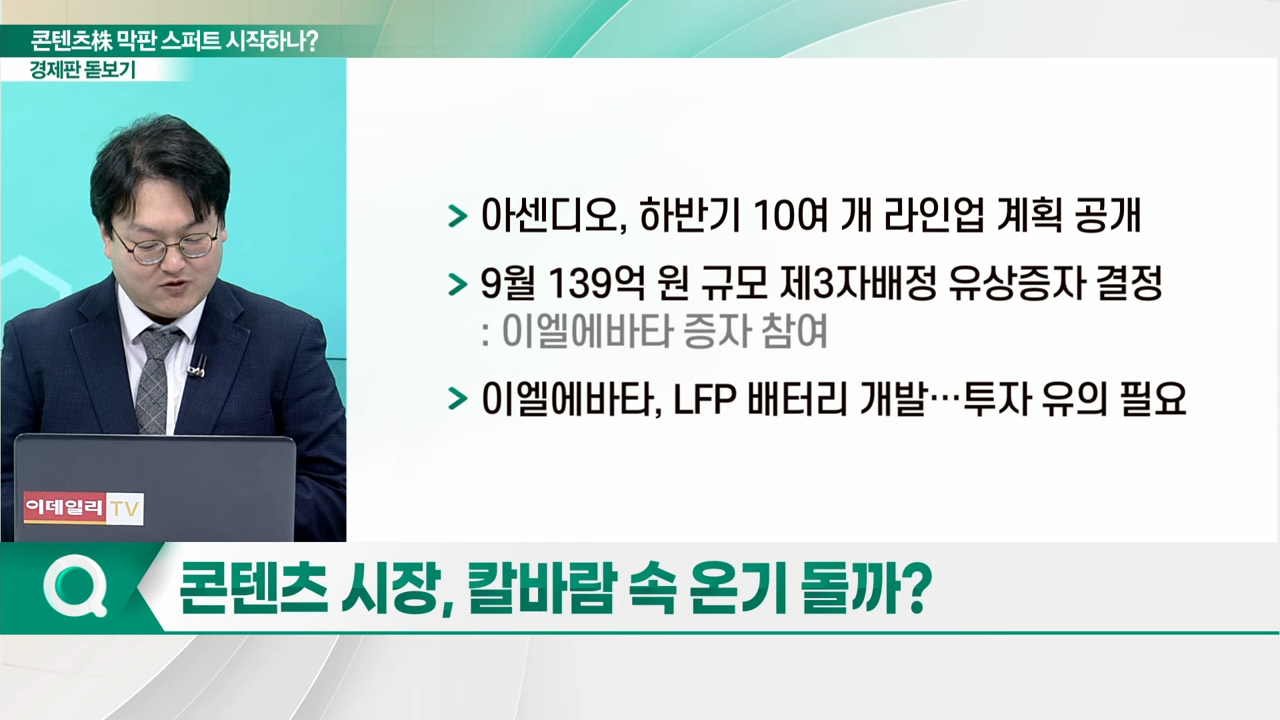 콘텐츠株 막판 스퍼트 시작하나?
경제판 돋보기
> 아센디오, 하반기 10여 개 라인업 계획 공개
> 9월 139억 원 규모 제3자배정 유상증자 결정
: 이엘에바타 증자 참여
> 이엘에바타, LFP 배터리 개발…투자 유의 필요
이데일리 TV
콘텐츠 시장, 칼바람 속 온기 돌까?